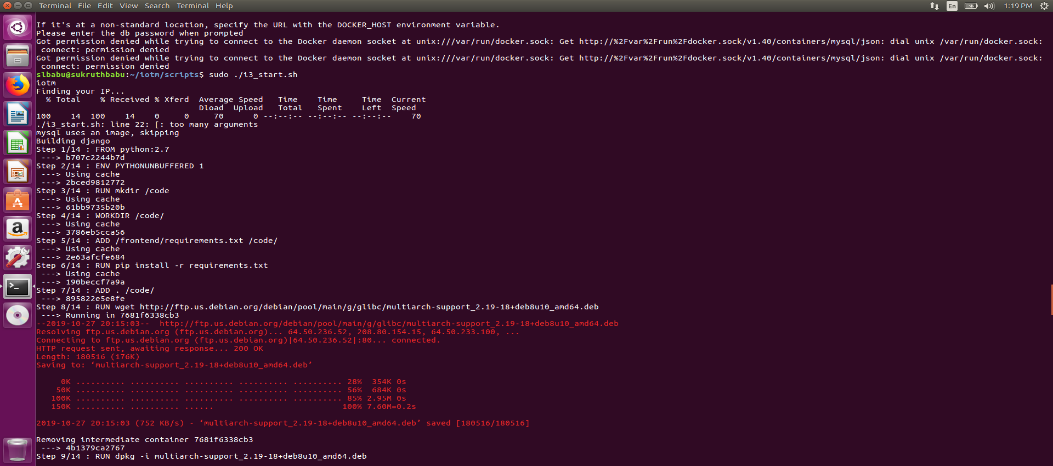 Terminal File Edit View Search Terminal Help En 1:19 PM
If it's at a non-standard location, specify the URL with the DOCKER_HOST environment variable.
Please enter the db password when prompted
Got permission denied while trying to connect to the Docker daemon socket at unix:///var/run/docker.sock: Get http://%2Fvar%2Frun%2Fdocker.sock/v1.40/containers/mysql/json: dial unix /var/run/docker.sock:
connect: permission denied
Got permission denied while trying to connect to the Docker daemon socket at unix:///var/run/docker.sock: Get http://%2Fvar%2Frun%2Fdocker.sock/v1.40/containers/mysql/json: dial unix /var/run/docker.sock:
connect: permission denied
slbabu@sukruthbabu:~/iotm/scripts$ sudo ./i3_start.sh
iotm
Finding your IP...
% Total % Received % Xferd Average Speed Time Time Time Current
Dload Upload Total Spent Left Speed
100 14 100 14 0 0 70 0 --:--:-- --:--:-- --:--:-- 70
./i3_start.sh: line 22: [: too many arguments
mysql uses an image, skipping
Building django
Step 1/14 : FROM python:2.7
---> b707c2244b7d
Step 2/14 : ENV PYTHONUNBUFFERED 1
---> Using cache
---> 2bced9812772
Step 3/14 : RUN mkdir /code
---> Using cache
---> 61bb9735b20b
Step 4/14 : WORKDIR /code/
---> Using cache
---> 3786eb5cca56
Step 5/14 : ADD /frontend/requirements.txt /code/
---> Using cache
---> 2e63afcfe684
Step 6/14 : RUN pip install -r requirements.txt
---> Using cache
---> 190beccf7a9a
Step 7/14 : ADD . /code/
---> 895822e5e8fe
Step 8/14 : RUN wget http://ftp.us.debian.org/debian/pool/main/g/glibc/multiarch-support_2.19-18+deb8u10_amd64.deb
---> Running in 7681f6338cb3
--2019-10-27 20:15:03-- http://ftp.us.debian.org/debian/pool/main/g/glibc/multiarch-support_2.19-18+deb8u10_amd64.deb
Resolving ftp.us.debian.org (ftp.us.debian.org)... 64.50.236.52, 208.80.154.15, 64.50.233.100, ...
Connecting to ftp.us.debian.org (ftp.us.debian.org)|64.50.236.52|:80... connected.
HTTP request sent, awaiting response... 200 OK
Length: 180516 (176K)
Saving to: 'multiarch-support_2.19-18+deb8u10_amd64.deb'
0K .......... .......... .......... .......... .......... 28% 354K 0s
50K .......... .......... .......... .......... .......... 56% 684K 0s
100K .......... .......... .......... .......... .......... 85% 2.95M 0s
150K .......... .......... ...... 100% 7.60M=0.2s
2019-10-27 20:15:03 (752 KB/s) - 'multiarch-support_2.19-18+deb8u10_amd64.deb' saved [180516/180516]
Removing intermediate container 7681f6338cb3
---> 4b1379ca2767
Step 9/14 : RUN dpkg -i multiarch-support_2.19-18+deb8u10_amd64.deb